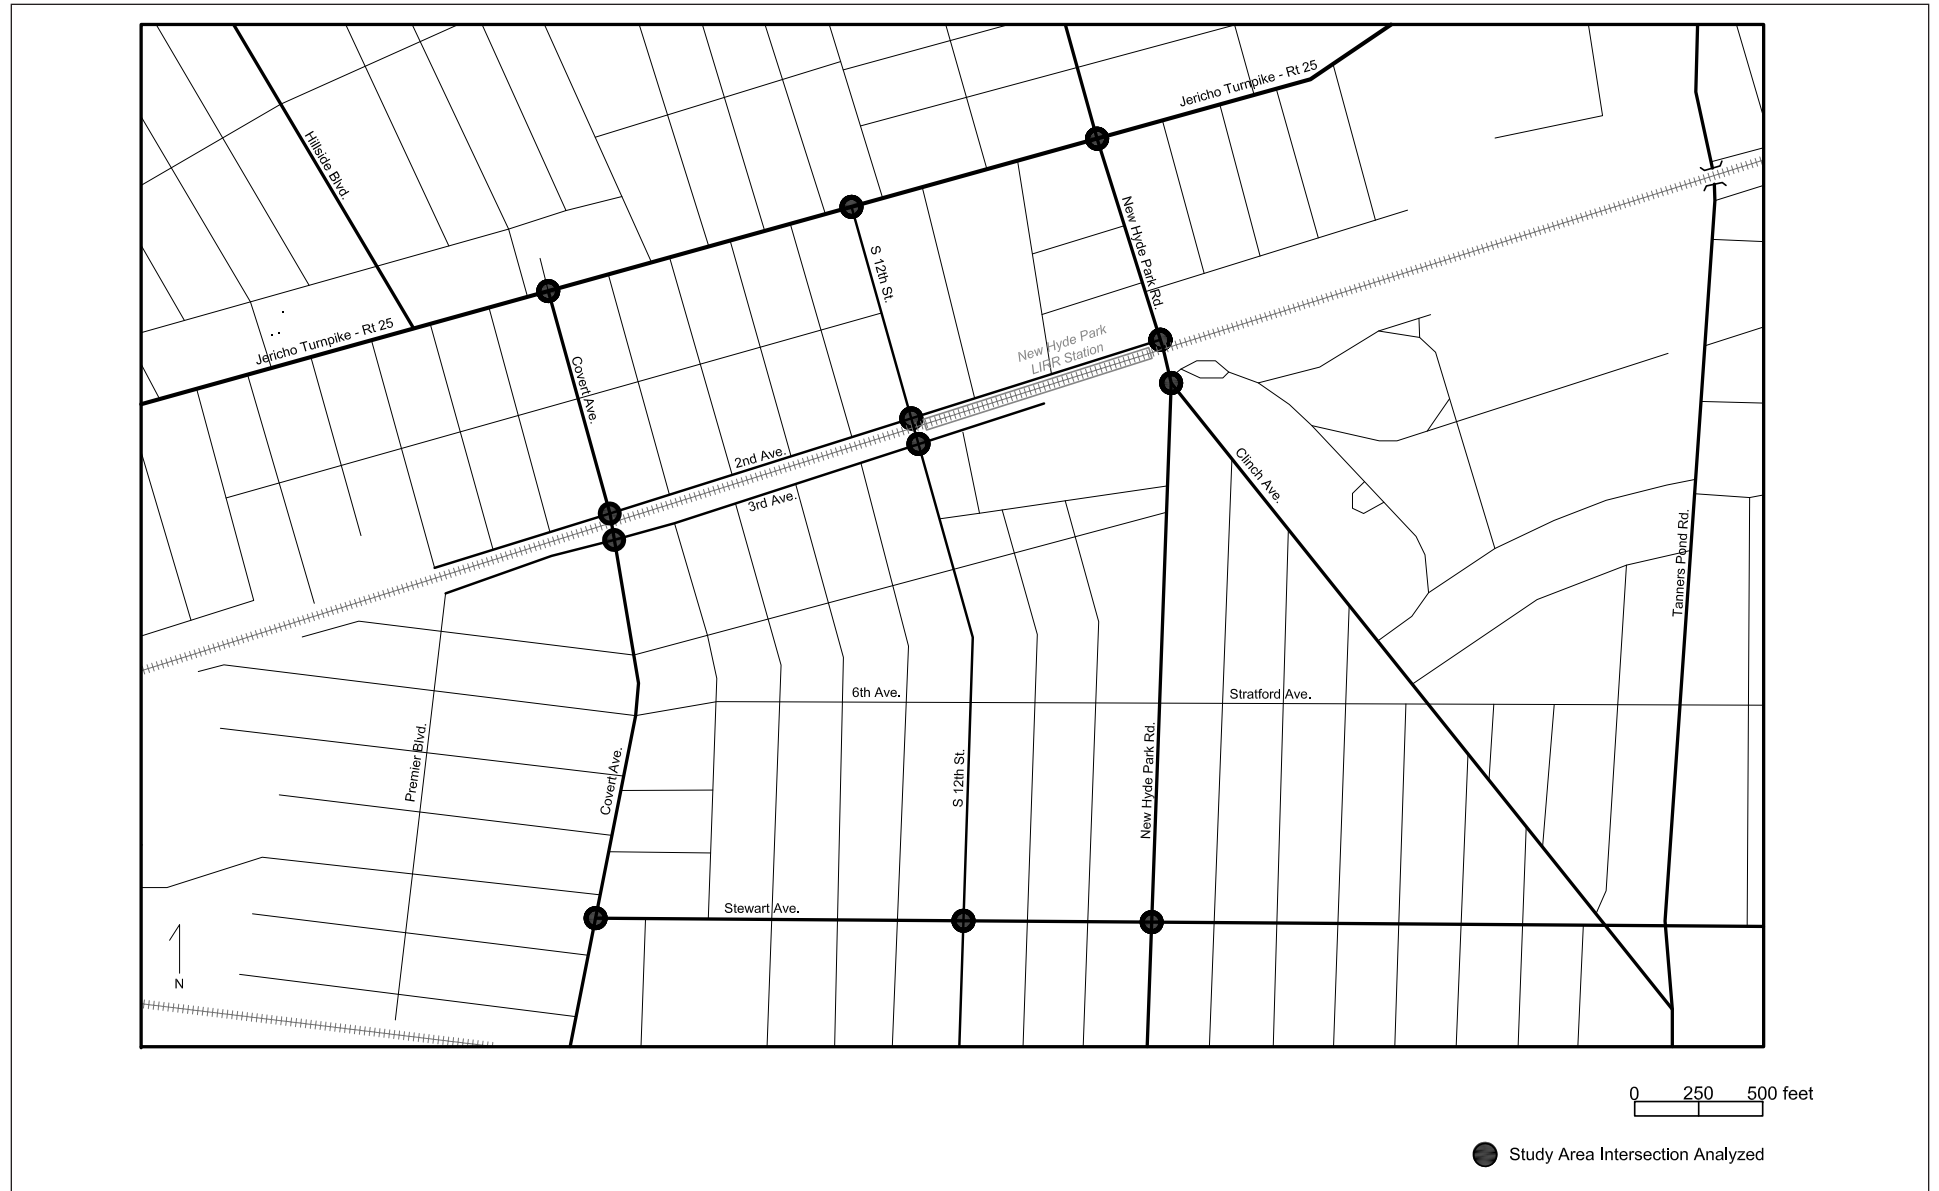 Jericho Turnpike - Rt 25
Hillside Blvd.
New Hyde Park Rd.
S 12th St.
Jericho Turnpike - Rt 25
New Hyde Park
LIRR Station
Covert Ave.
2nd Ave.
3rd Ave.
Clinch Ave.
Tanners Pond Rd.
6th Ave.
Stratford Ave.
Premier Blvd.
Covert Ave.
S 12th St.
New Hyde Park Rd.
Stewart Ave.
N
0 250 500 feet
Study Area Intersection Analyzed